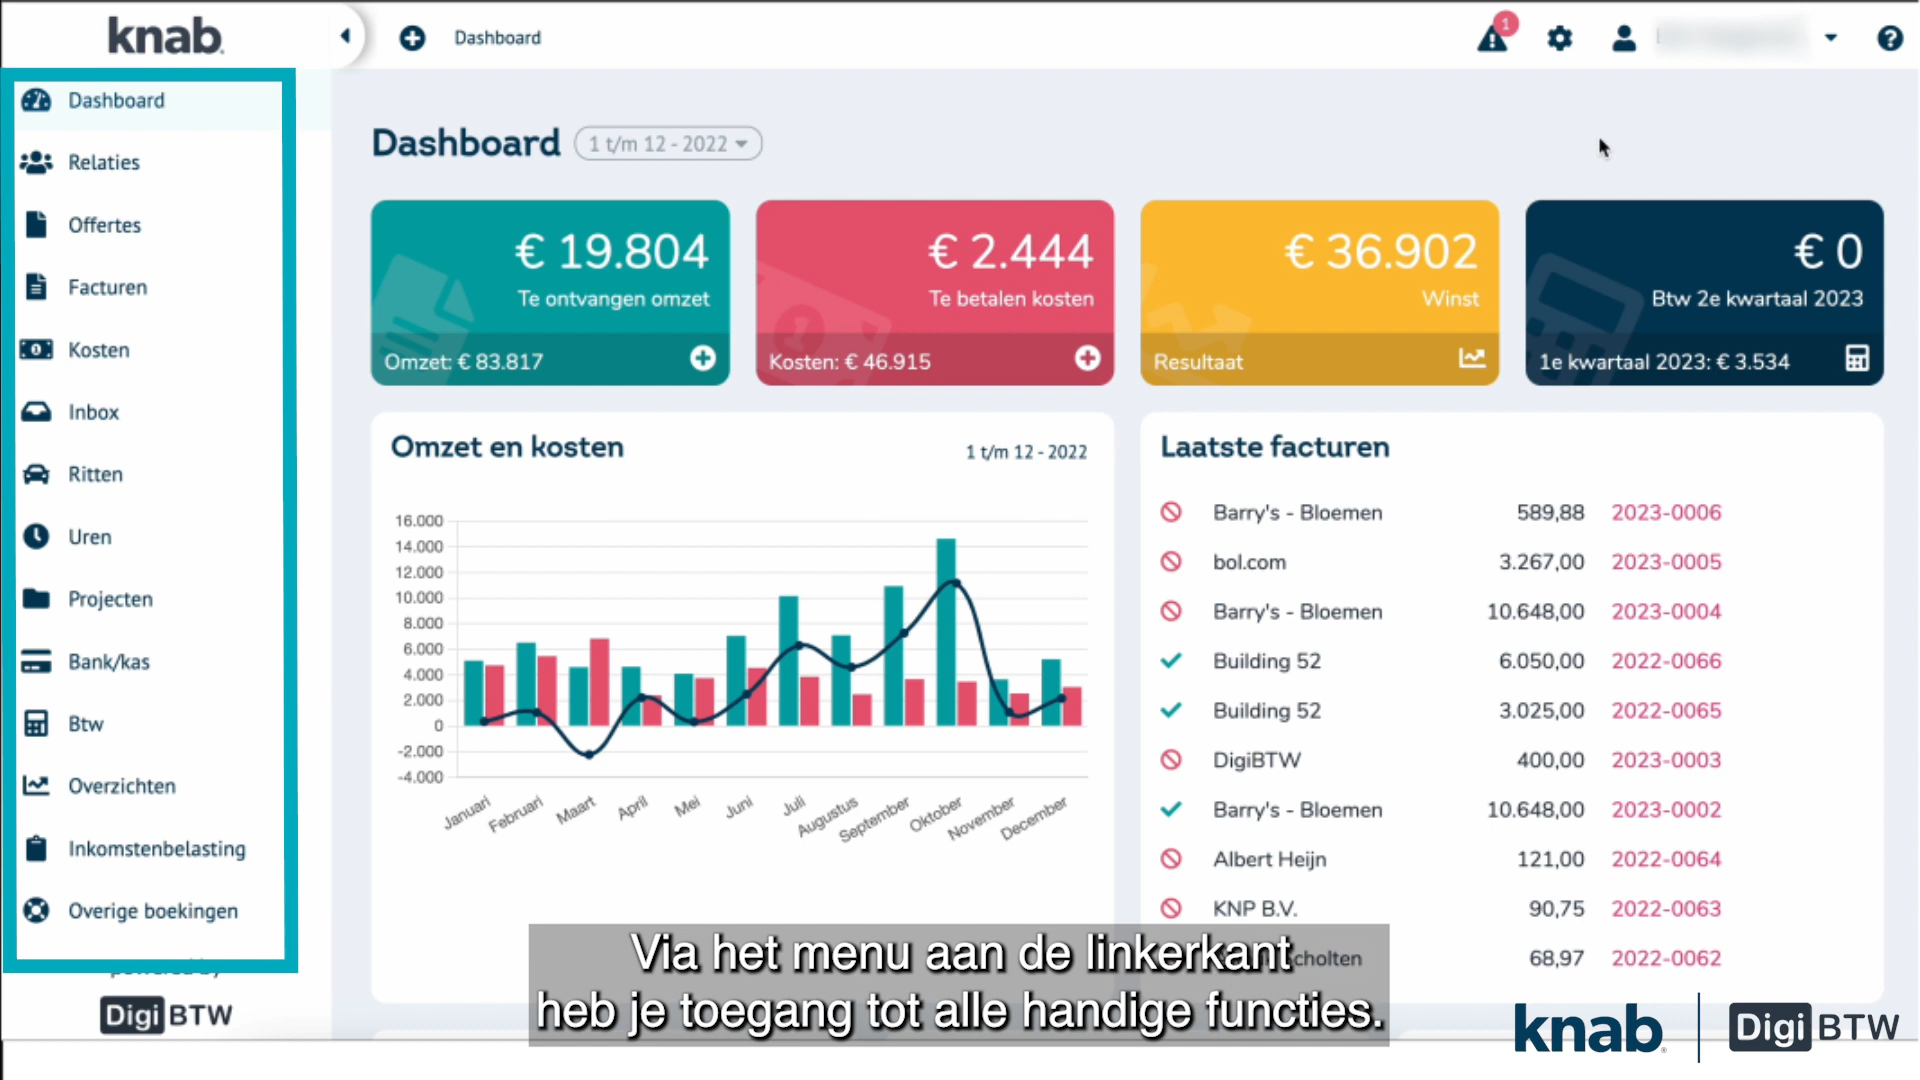 knab.
Dashboard
1
Dashboard
Relaties
Offertes
Facturen
Kosten
Inbox
Ritten
Uren
Projecten
Bank/kas
Btw
Overzichten
Inkomstenbelasting
Overige boekingen
DigiBTW
Dashboard
1 t/m 12 - 2022
€ 19.804
Te ontvangen omzet
Omzet: € 83.817
€ 2.444
Te betalen kosten
Kosten: € 46.915
€ 36.902
Winst
Resultaat
€ 0
Btw 2e kwartaal 2023
1e kwartaal 2023: € 3.534
Omzet en kosten
1 t/m 12 - 2022
16.000
14.000
12.000
10.000
8.000
6.000
4.000
2.000
0
-2.000
-4.000
Januari
Februari
Maart
April
Mei
Juni
Juli
Augustus
September
Oktober
November
December
Laatste facturen
Barry's - Bloemen 589,88 2023-0006
bol.com 3.267,00 2023-0005
Barry's - Bloemen 10.648,00 2023-0004
Building 52 6.050,00 2022-0066
Building 52 3.025,00 2022-0065
DigiBTW 400,00 2023-0003
Barry's - Bloemen 10.648,00 2023-0002
Albert Heijn 121,00 2022-0064
KNP B.V. 90,75 2022-0063
68,97 2022-0062
Via het menu aan de linkerkant
heb je toegang tot alle handige functies.
knab.
DigiBTW